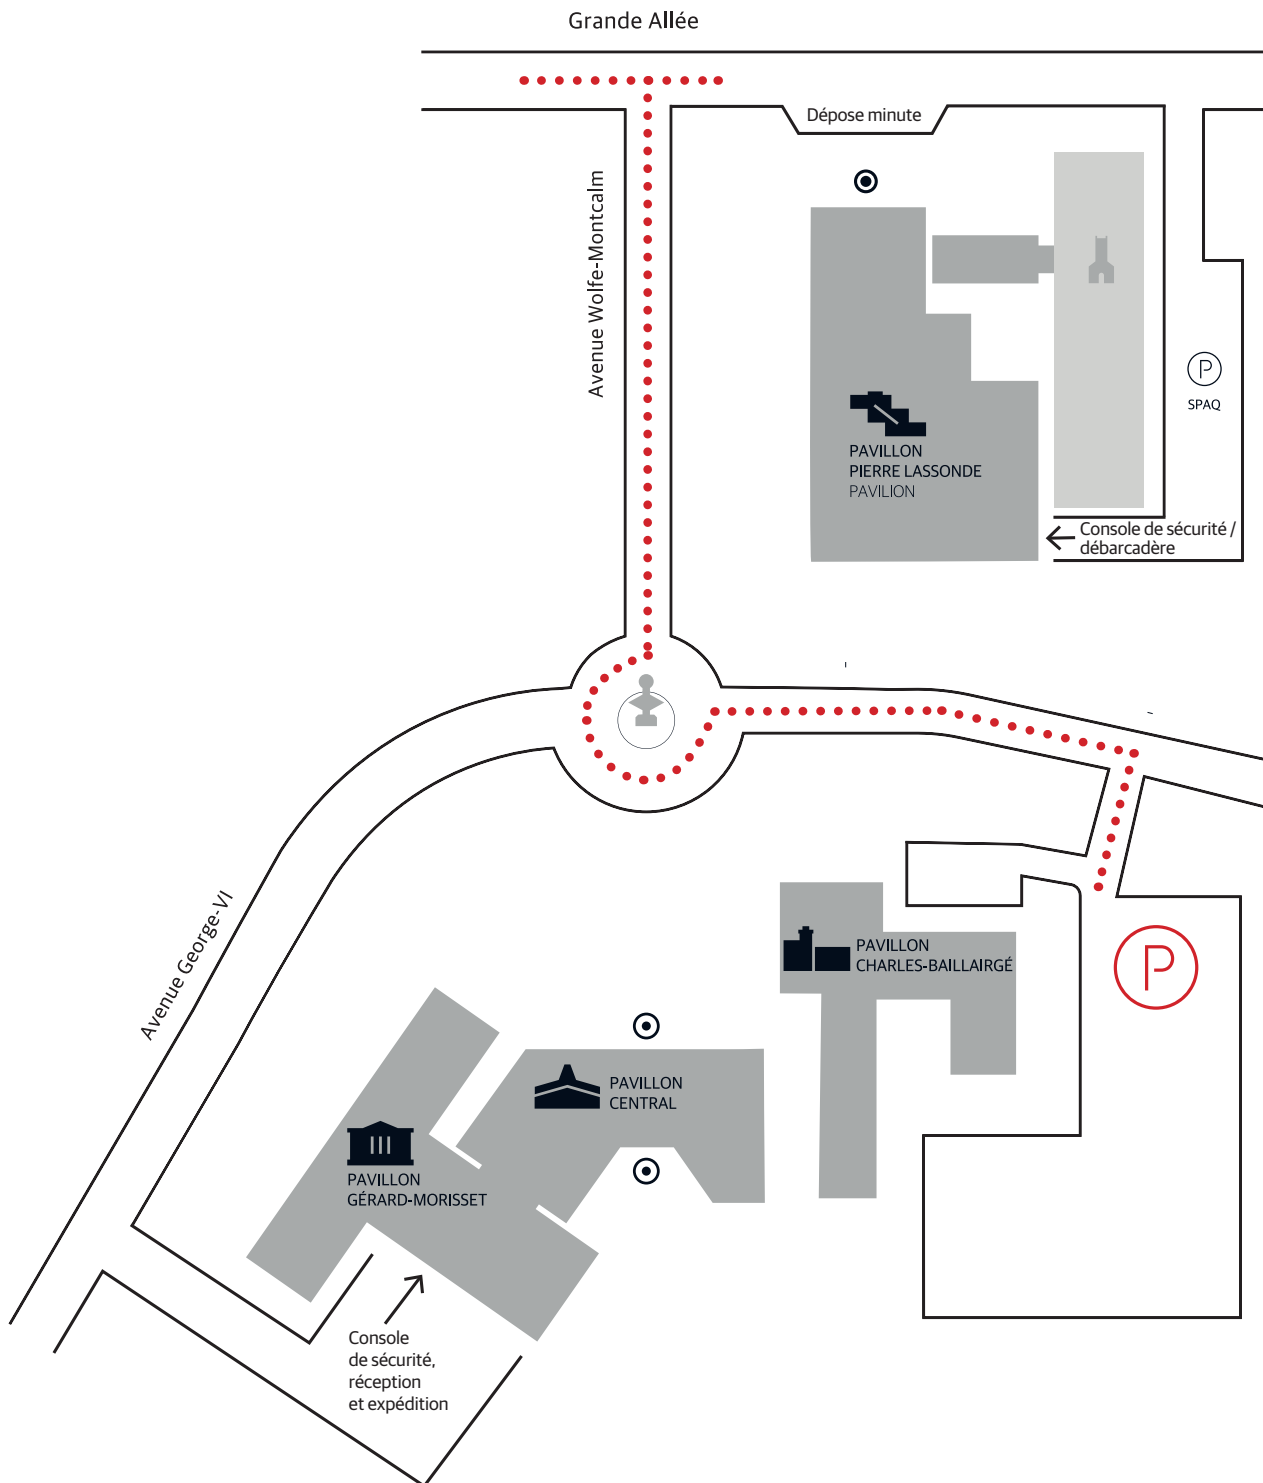 Grande Allée
Dépose minute
Avenue Wolfe-Montcalm
P
SPAQ
PAVILLON
PIERRE LASSONDE
PAVILION
Console de sécurité /
débarcadère
Avenue George-VI
PAVILLON
CHARLES-BAILLAIRGÉ
P
PAVILLON
CENTRAL
PAVILLON
GÉRARD-MORISSET
Console
de sécurité,
réception
et expédition